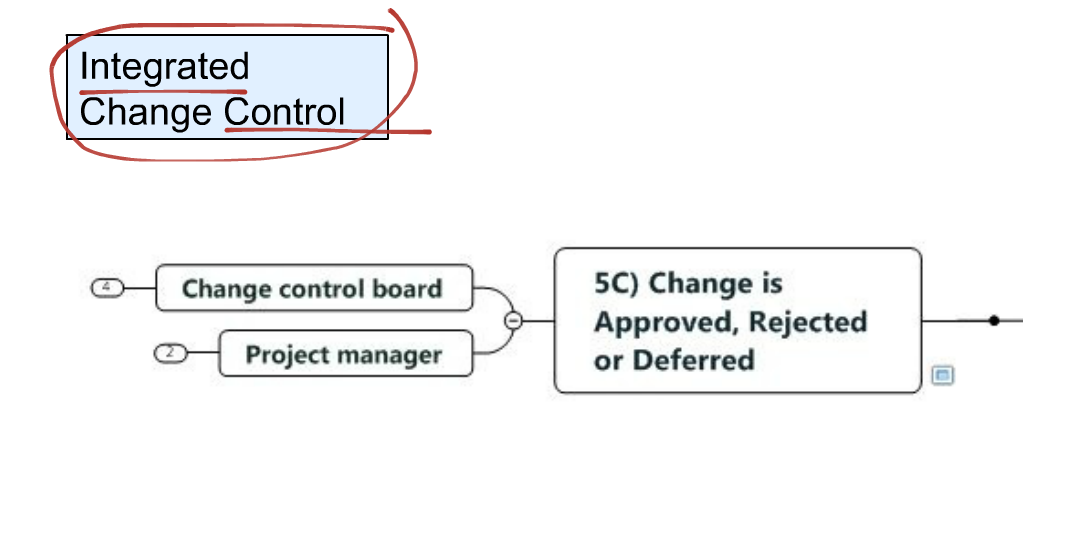 Integrated
Change Control
4
Change control board
2
Project manager
5C) Change is
Approved, Rejected
or Deferred